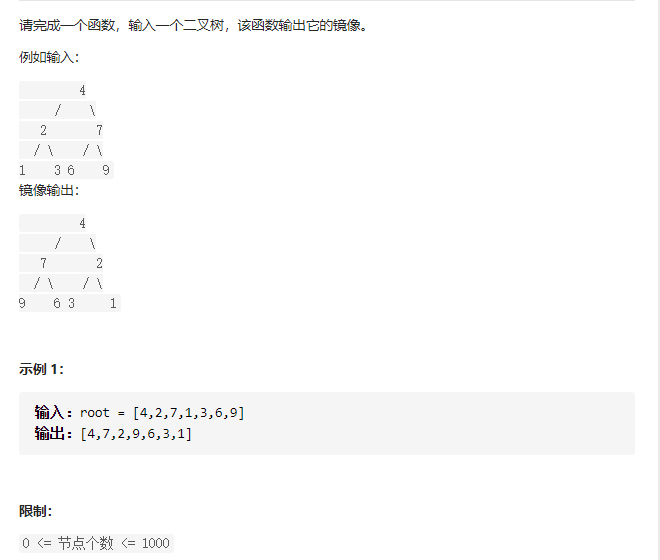 请完成一个函数，输入一个二叉树，该函数输出它的镜像。
例如输入：
4
/ \
2 7
/ \ / \
1 3 6 9
镜像输出：
4
/ \
7 2
/ \ / \
9 6 3 1
示例 1：
输入：root = [4,2,7,1,3,6,9]
输出：[4,7,2,9,6,3,1]
限制：
0 <= 节点个数 <= 1000